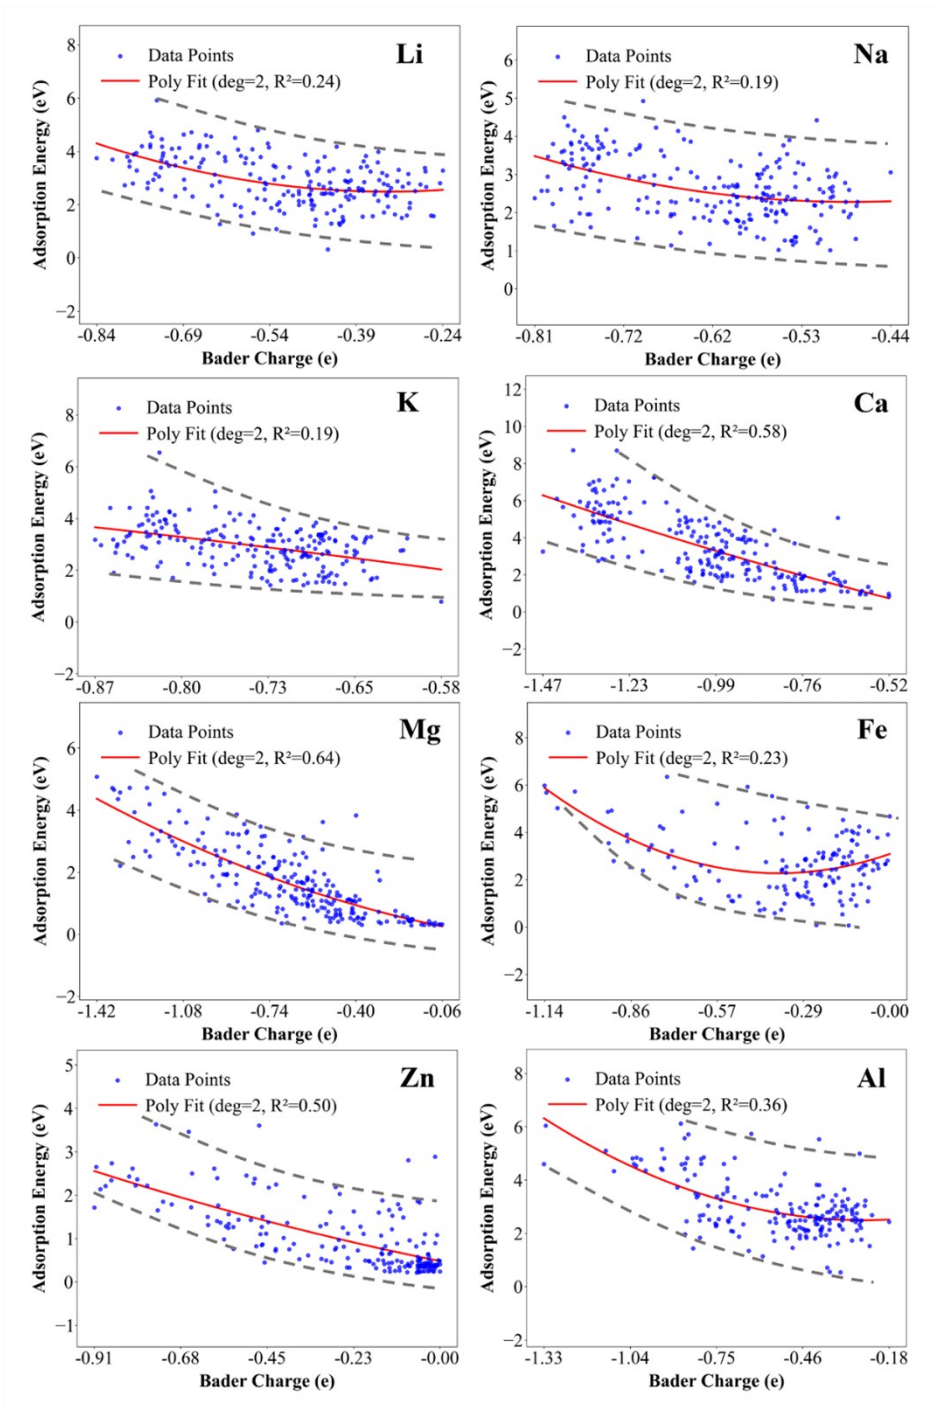 Li
Data Points
Poly Fit (deg=2, R²=0.24)
Adsorption Energy (eV)
8
6
4
2
0
−2
-0.84 -0.69 -0.54 -0.39 -0.24
Bader Charge (e)
Na
Data Points
Poly Fit (deg=2, R²=0.19)
Adsorption Energy (eV)
6
5
4
3
2
1
0
-0.81 -0.72 -0.62 -0.53 -0.44
Bader Charge (e)
K
Data Points
Poly Fit (deg=2, R²=0.19)
Adsorption Energy (eV)
8
6
4
2
0
−2
-0.87 -0.80 -0.73 -0.65 -0.58
Ca
Data Points
Poly Fit (deg=2, R²=0.58)
Adsorption Energy (eV)
12
10
8
6
4
2
0
−2
-1.47 -1.23 -0.99 -0.76 -0.52
Mg
Data Points
Poly Fit (deg=2, R²=0.64)
Adsorption Energy (eV)
6
4
2
0
−2
-1.42 -1.08 -0.74 -0.40 -0.06
Bader Charge (e)
Fe
Data Points
Poly Fit (deg=2, R²=0.23)
Adsorption Energy (eV)
8
6
4
2
0
−2
-1.14 -0.86 -0.57 -0.29 -0.00
Bader Charge (e)
Zn
Data Points
Poly Fit (deg=2, R²=0.50)
Adsorption Energy (eV)
5
4
3
2
1
0
−1
-0.91 -0.68 -0.45 -0.23 -0.00
Bader Charge (e)
Al
Data Points
Poly Fit (deg=2, R²=0.36)
Adsorption Energy (eV)
8
6
4
2
0
−2
-1.33 -1.04 -0.75 -0.46 -0.18
Bader Charge (e)